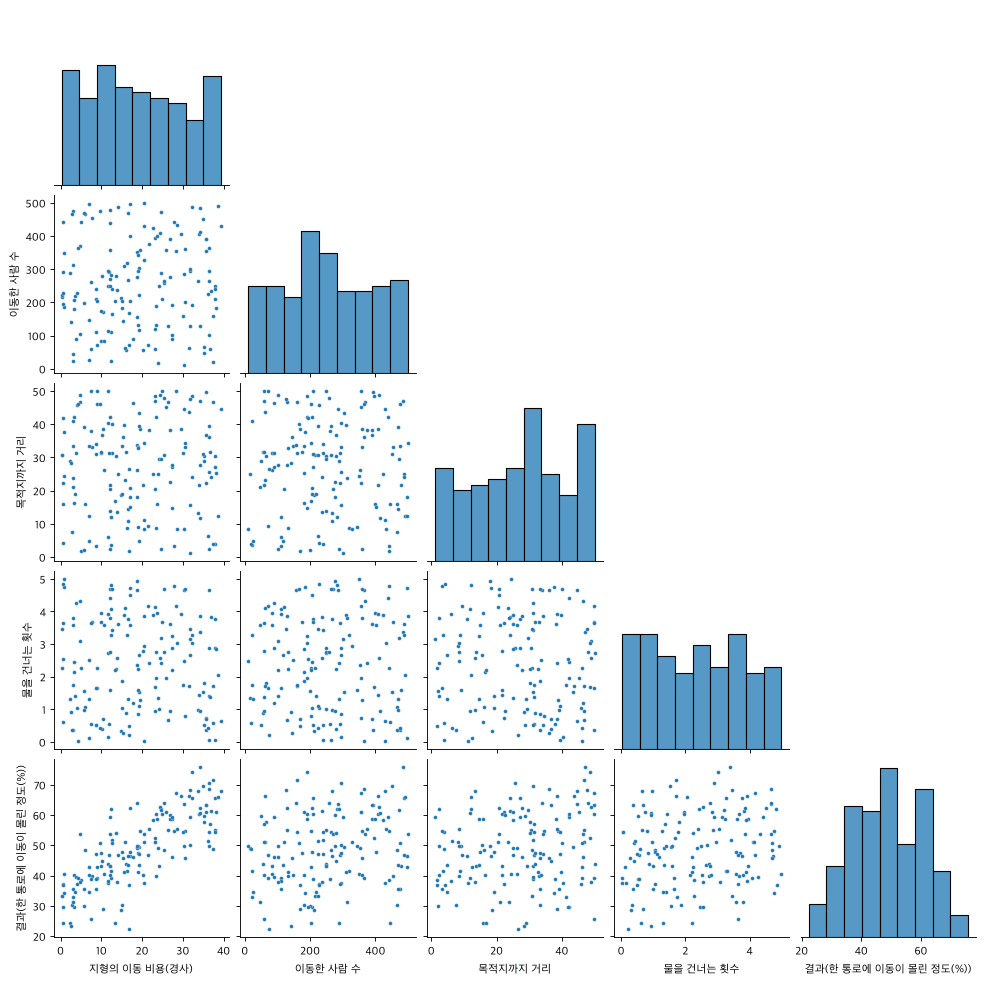 500
400
300
200
100
0
이동한 사람 수
50
40
30
20
10
0
목적지까지 거리
5
4
3
2
1
0
물을 건너는 횟수
70
60
50
40
30
20
결과(한 통로에 이동이 몰린 정도(%))
0 10 20 30 40
0 200 400
0 20 40
0 2 4
20 40 60
지형의 이동 비용(경사)
이동한 사람 수
목적지까지 거리
물을 건너는 횟수
결과(한 통로에 이동이 몰린 정도(%))